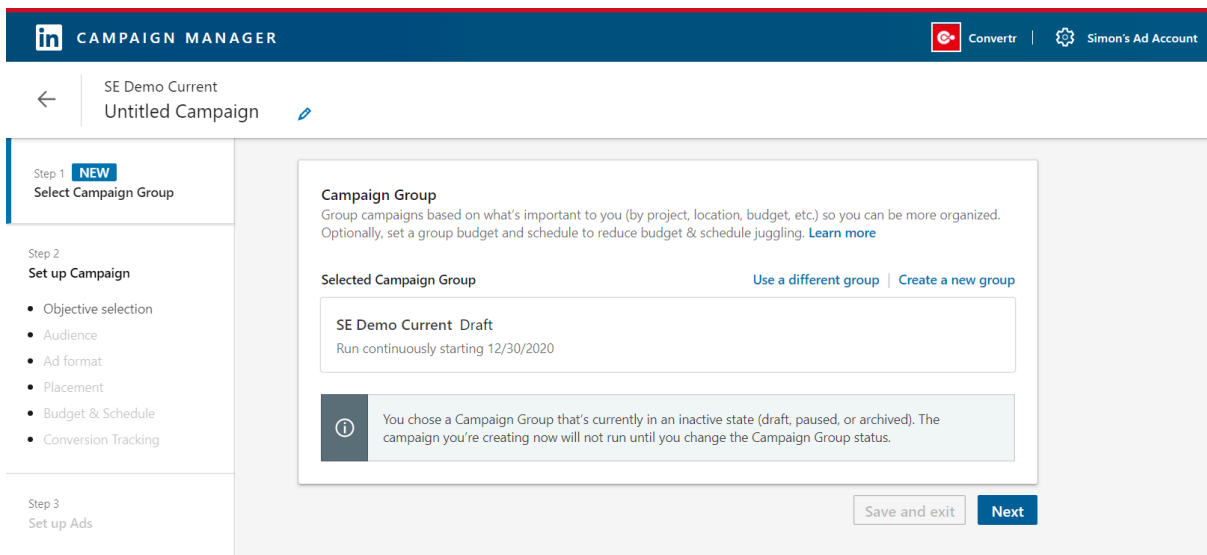 in CAMPAIGN MANAGER
Convertr
Simon's Ad Account
SE Demo Current
Untitled Campaign
Step 1 NEW
Select Campaign Group
Step 2
Set up Campaign
Objective selection
Audience
Ad format
Placement
Budget & Schedule
Conversion Tracking
Step 3
Set up Ads
Campaign Group
Group campaigns based on what's important to you (by project, location, budget, etc.) so you can be more organized.
Optionally, set a group budget and schedule to reduce budget & schedule juggling. Learn more
Selected Campaign Group
Use a different group | Create a new group
SE Demo Current Draft
Run continuously starting 12/30/2020
You chose a Campaign Group that's currently in an inactive state (draft, paused, or archived). The
campaign you're creating now will not run until you change the Campaign Group status.
Save and exit
Next